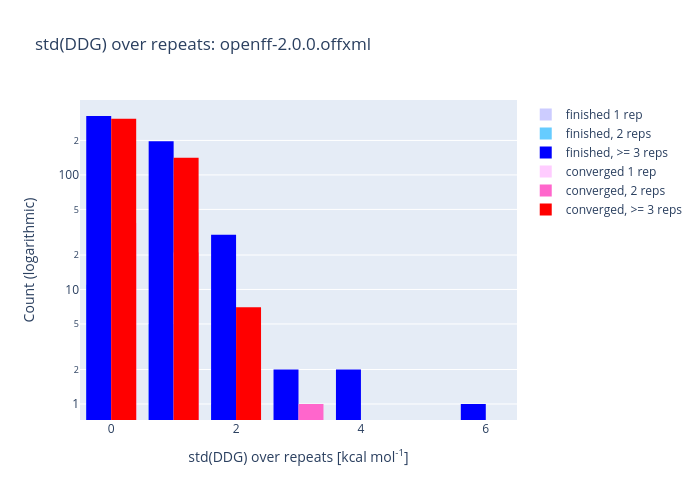 std(DDG) over repeats: openff-2.0.0.offxml
finished 1 rep
finished, 2 reps
finished, >= 3 reps
converged 1 rep
converged, 2 reps
converged, >= 3 reps
Count (logarithmic)
2
100
5
2
10
5
2
1
0
2
4
6
std(DDG) over repeats [kcal mol⁻¹]